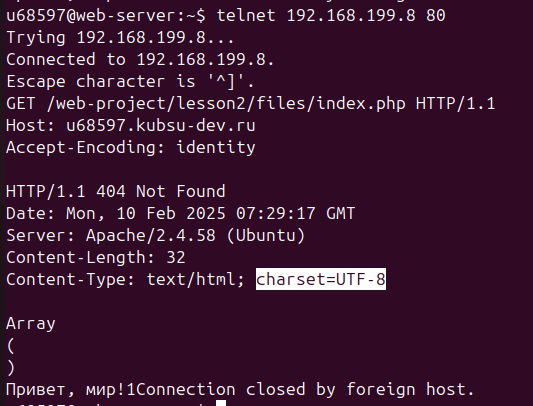 u68597@web-server:~$ telnet 192.168.199.8 80
Trying 192.168.199.8...
Connected to 192.168.199.8.
Escape character is '^]'.
GET /web-project/lesson2/files/index.php HTTP/1.1
Host: u68597.kubsu-dev.ru
Accept-Encoding: identity
HTTP/1.1 404 Not Found
Date: Mon, 10 Feb 2025 07:29:17 GMT
Server: Apache/2.4.58 (Ubuntu)
Content-Length: 32
Content-Type: text/html; charset=UTF-8
Array
(
)
Привет, мир!1Connection closed by foreign host.